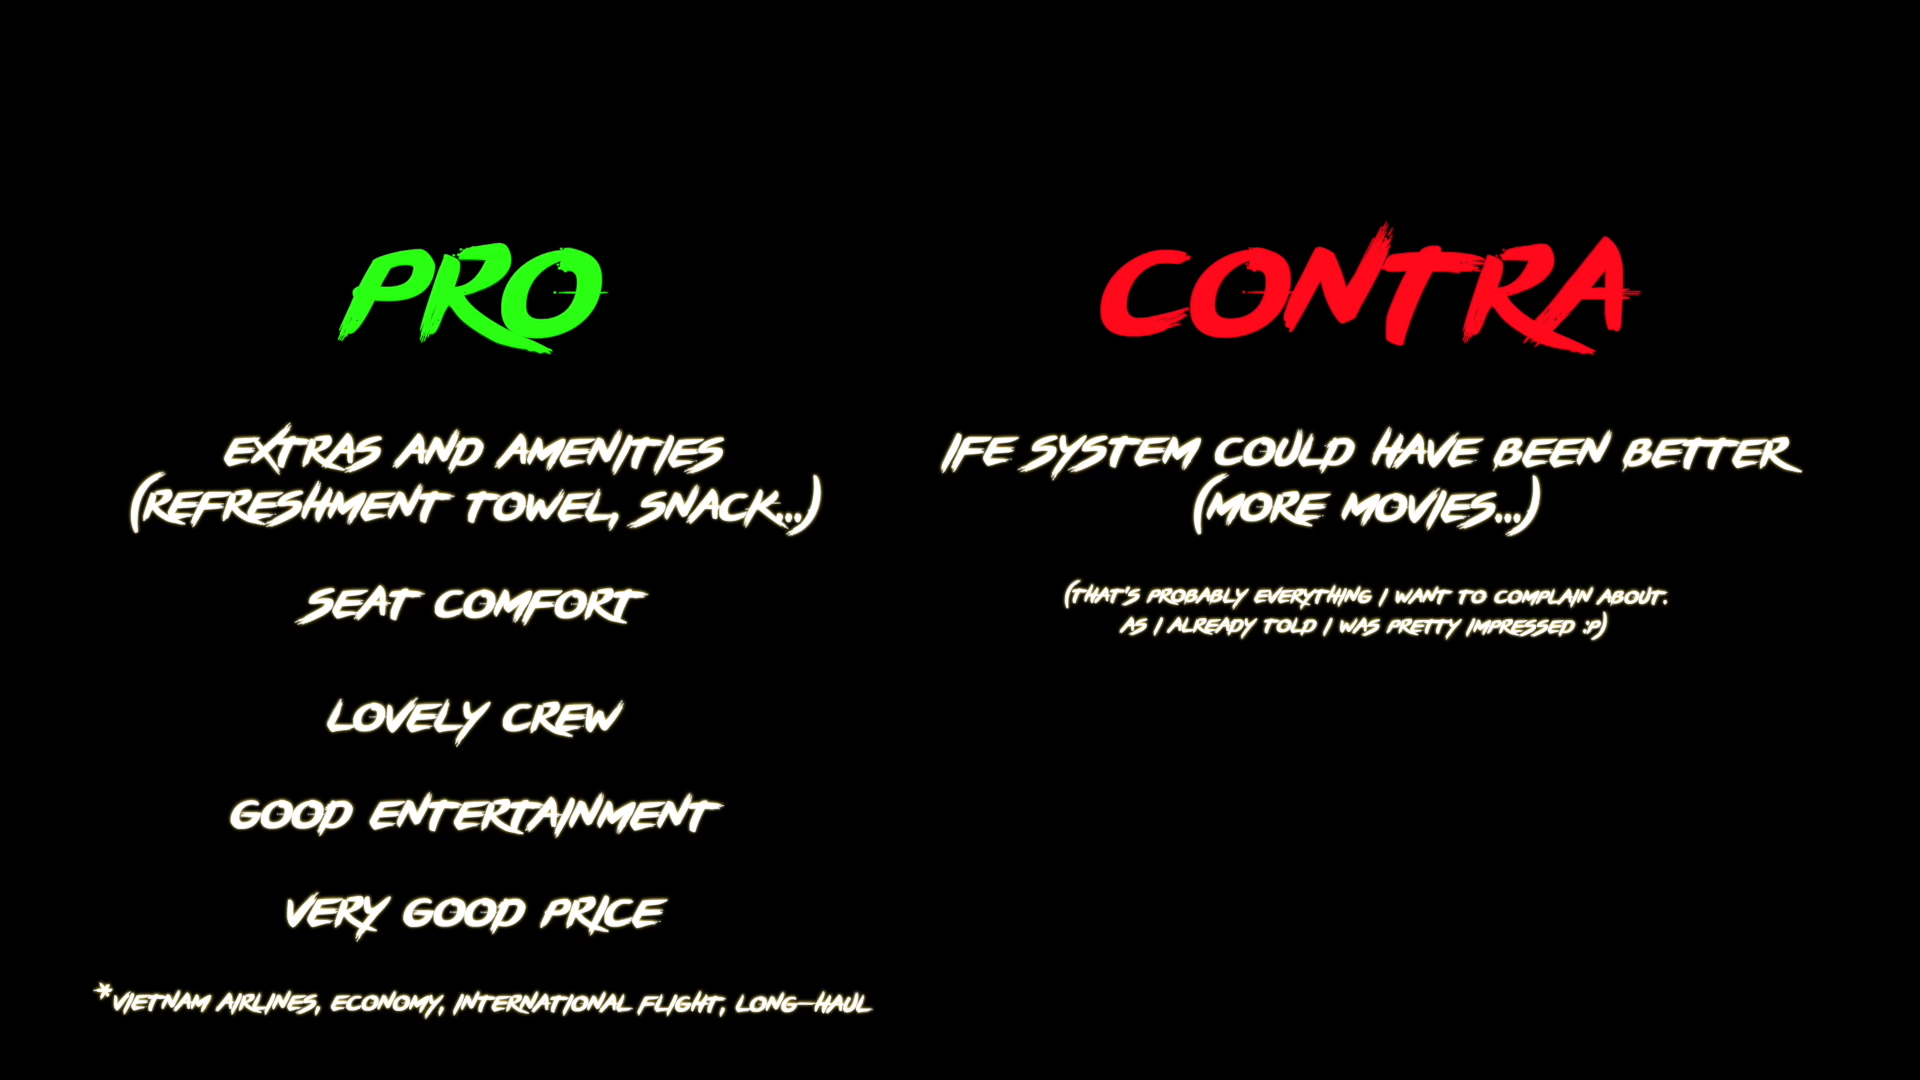 PRO
EXTRAS AND AMENITIES
(REFRESHMENT TOWEL, SNACK...)
SEAT COMFORT
LOVELY CREW
GOOD ENTERTAINMENT
VERY GOOD PRICE
*VIETNAM AIRLINES, ECONOMY, INTERNATIONAL FLIGHT, LONG-HAUL
CONTRA
IFE SYSTEM COULD HAVE BEEN BETTER
(MORE MOVIES...)
(THAT'S PROBABLY EVERYTHING I WANT TO COMPLAIN ABOUT.
AS I ALREADY TOLD I WAS PRETTY IMPRESSED :P)